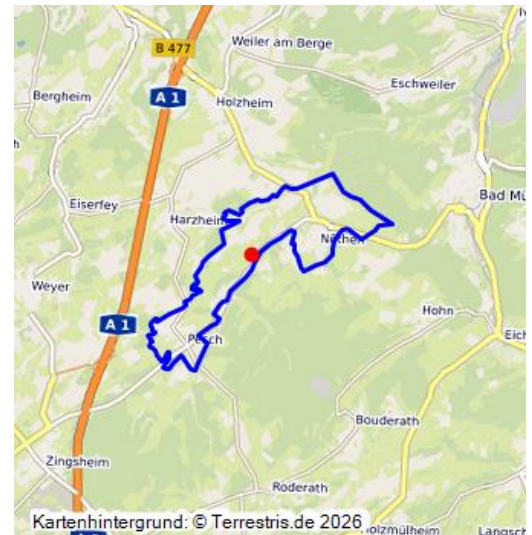 B 477
Weiler am Berge
Eschweiler
A 1
Bergheim
Holzheim
Eiserfey
Harzheim
Bad Mü
Nöthen
Weyer
Hohn
A 1
Pesch
Eich
Bouderath
Zingsheim
Roderath
Kartenhintergrund: © Terrestris.de 2026
Holzmülheim